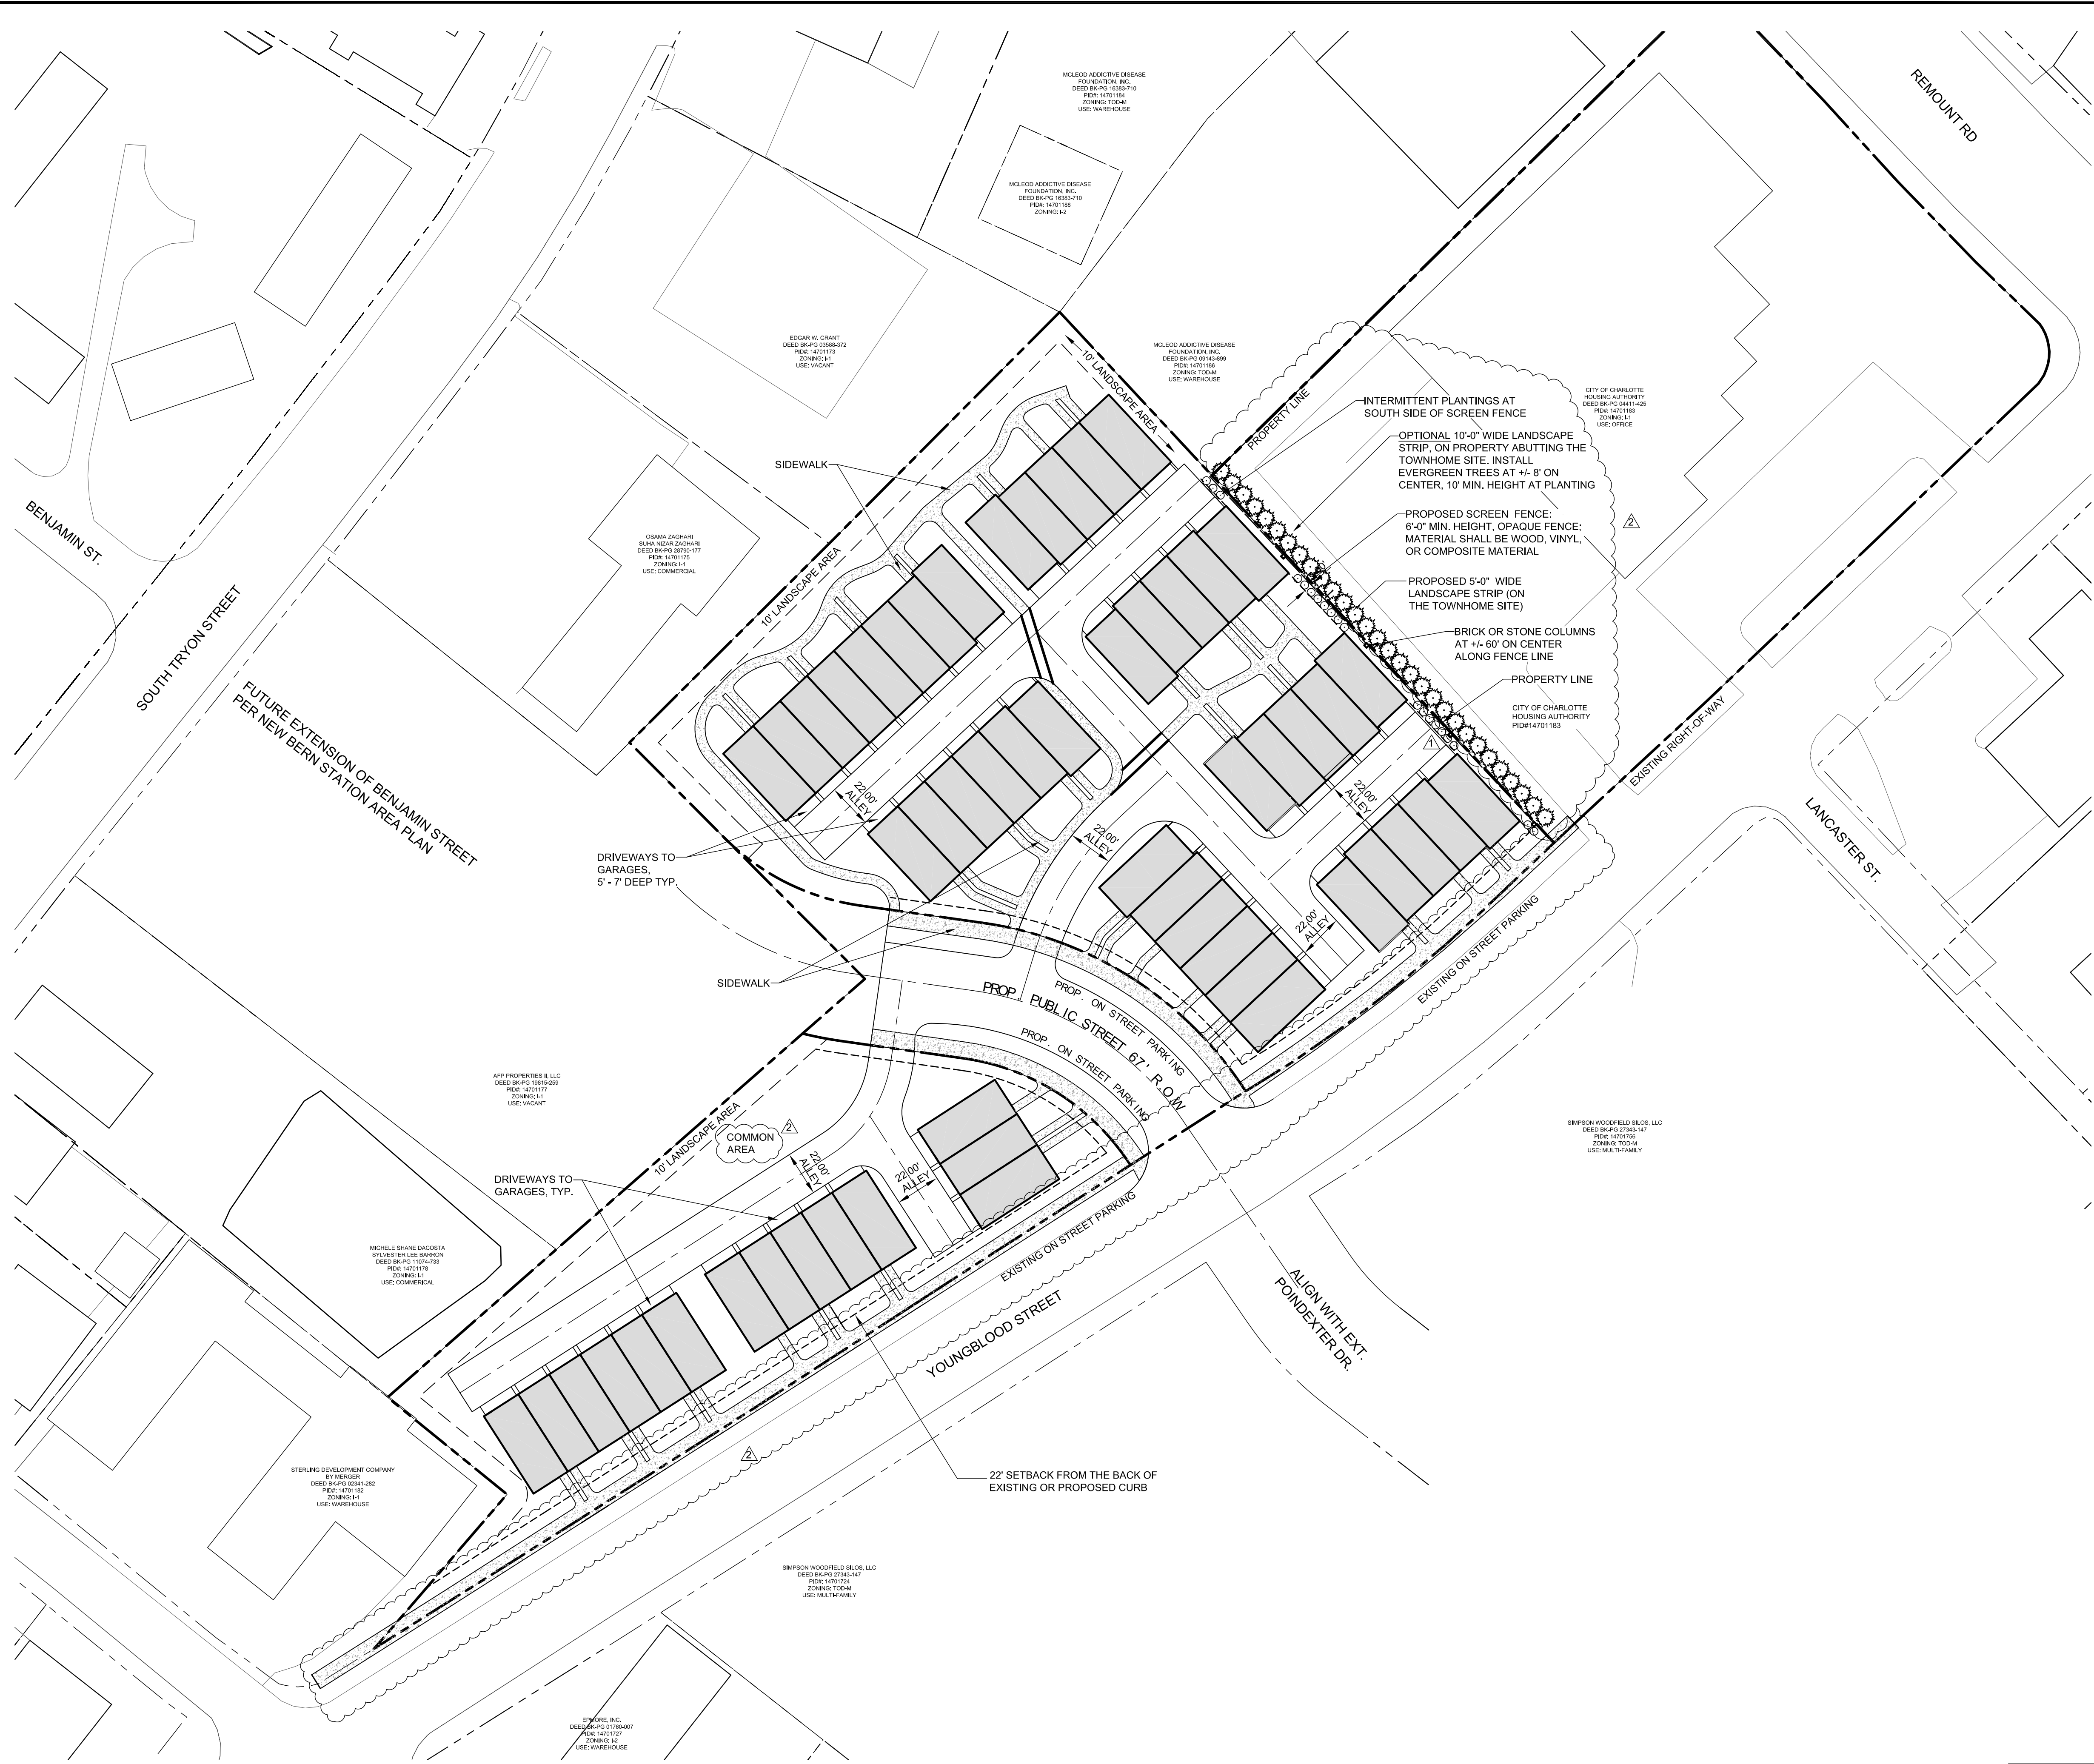 MCLEOD ADDICTIVE DISEASE
FOUNDATION, INC.
DEED BK-PG 16383-710
PID#: 14701184
ZONING: TOD-M
USE: WAREHOUSE
REMOUNT RD
MCLEOD ADDICTIVE DISEASE
FOUNDATION, INC.
DEED BK-PG 16383-710
PID#: 14701188
ZONING: I-2
EDGAR W. GRANT
DEED BK-PG 03588-372
PID#: 14701173
ZONING: I-1
USE: VACANT
MCLEOD ADDICTIVE DISEASE
FOUNDATION, INC.
DEED BK-PG 09143-899
PID#: 14701186
ZONING: TOD-M
USE: WAREHOUSE
10' LANDSCAPE AREA
PROPERTY LINE
CITY OF CHARLOTTE
HOUSING AUTHORITY
DEED BK-PG 04411-425
PID#: 14701183
ZONING: I-1
USE: OFFICE
INTERMITTENT PLANTINGS AT
SOUTH SIDE OF SCREEN FENCE
OPTIONAL 10'-0" WIDE LANDSCAPE
STRIP, ON PROPERTY ABUTTING THE
TOWNHOME SITE. INSTALL
EVERGREEN TREES AT +/- 8' ON
CENTER, 10' MIN. HEIGHT AT PLANTING
PROPOSED SCREEN FENCE:
6'-0" MIN. HEIGHT, OPAQUE FENCE;
MATERIAL SHALL BE WOOD, VINYL,
OR COMPOSITE MATERIAL
2
PROPOSED 5'-0" WIDE
LANDSCAPE STRIP (ON
THE TOWNHOME SITE)
BRICK OR STONE COLUMNS
AT +/- 60' ON CENTER
ALONG FENCE LINE
PROPERTY LINE
CITY OF CHARLOTTE
HOUSING AUTHORITY
PID#14701183
1
EXISTING RIGHT-OF-WAY
LANCASTER ST.
SIDEWALK
BENJAMIN ST.
OSAMA ZAGHARI
SUHA NIZAR ZAGHARI
DEED BK-PG 28790-177
PID#: 14701175
ZONING: I-1
USE: COMMERCIAL
10' LANDSCAPE AREA
SOUTH TRYON STREET
FUTURE EXTENSION OF BENJAMIN STREET
PER NEW BERN STATION AREA PLAN
22.00'
ALLEY
22.00'
ALLEY
22.00'
ALLEY
22.00'
ALLEY
DRIVEWAYS TO
GARAGES,
5' - 7' DEEP TYP.
EXISTING ON STREET PARKING
SIDEWALK
PROP. PUBLIC STREET 67' R.O.W
PROP. ON STREET PARKING
PROP. ON STREET PARKING
AFP PROPERTIES II, LLC
DEED BK-PG 19815-259
PID#: 14701177
ZONING: I-1
USE: VACANT
10' LANDSCAPE AREA
COMMON
AREA
2
22.00'
ALLEY
22.00'
ALLEY
SIMPSON WOODFIELD SILOS, LLC
DEED BK-PG 27343-147
PID#: 14701756
ZONING: TOD-M
USE: MULTI-FAMILY
DRIVEWAYS TO
GARAGES, TYP.
EXISTING ON STREET PARKING
MICHELE SHANE DACOSTA
SYLVESTER LEE BARRON
DEED BK-PG 11074-733
PID#: 14701178
ZONING: I-1
USE: COMMERICAL
YOUNGBLOOD STREET
ALIGN WITH EXT.
POINDEXTER DR.
2
22' SETBACK FROM THE BACK OF
EXISTING OR PROPOSED CURB
STERLING DEVELOPMENT COMPANY
BY MERGER
DEED BK-PG 02341-282
PID#: 14701182
ZONING: I-1
USE: WAREHOUSE
SIMPSON WOODFIELD SILOS, LLC
DEED BK-PG 27343-147
PID#: 14701724
ZONING: TOD-M
USE: MULTI-FAMILY
EPMORE, INC.
DEED BK-PG 01760-007
PID#: 14701727
ZONING: I-2
USE: WAREHOUSE